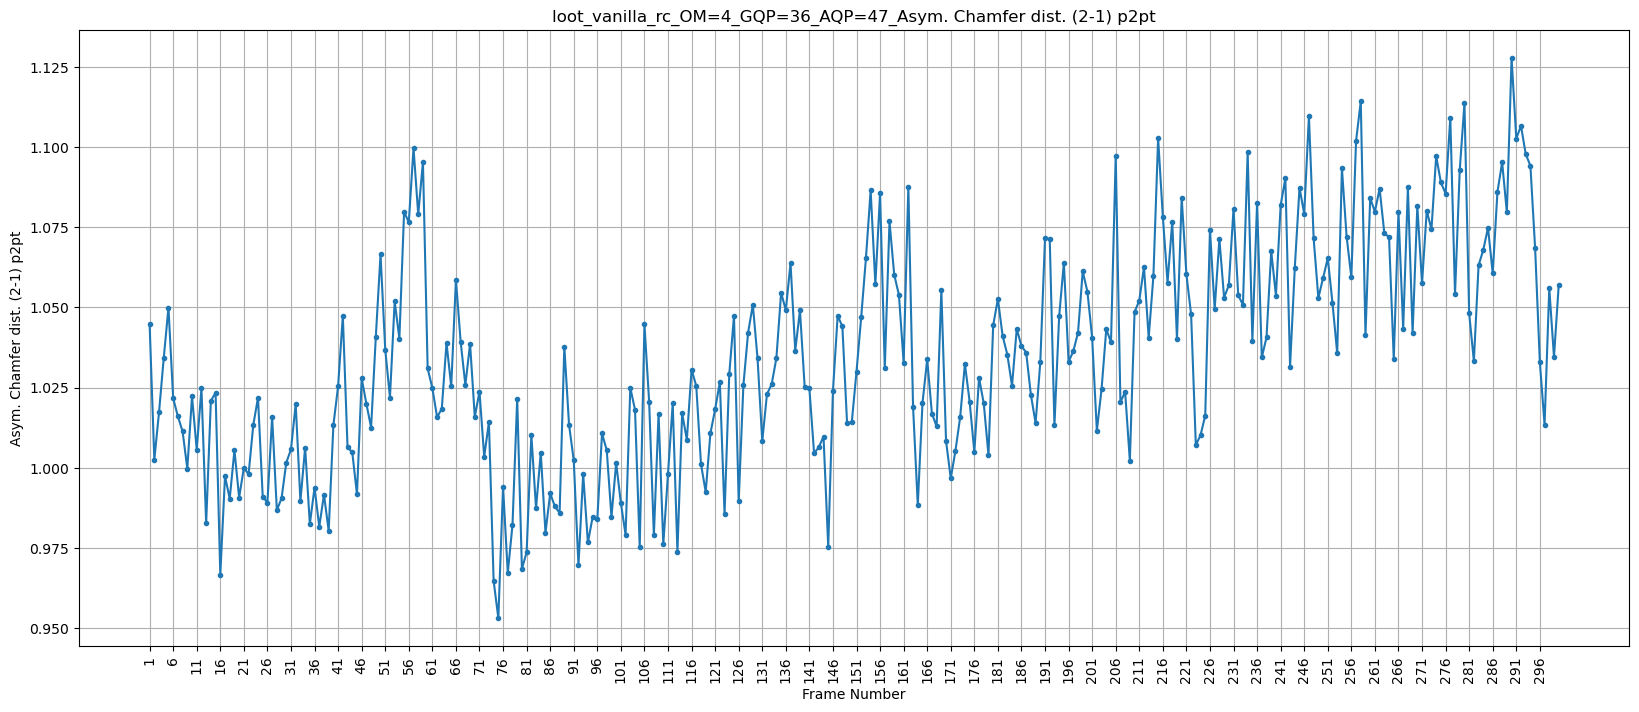 loot_vanilla_rc_OM=4_GQP=36_AQP=47_Asym. Chamfer dist. (2-1) p2pt
Asym. Chamfer dist. (2-1) p2pt
1.125
1.100
1.075
1.050
1.025
1.000
0.975
0.950
1 6 11 16 21 26 31 36 41 46 51 56 61 66 71 76 81 86 91 96 101 106 111 116 121 126 131 136 141 146 151 156 161 166 171 176 181 186 191 196 201 206 211 216 221 226 231 236 241 246 251 256 261 266 271 276 281 286 291 296
Frame Number